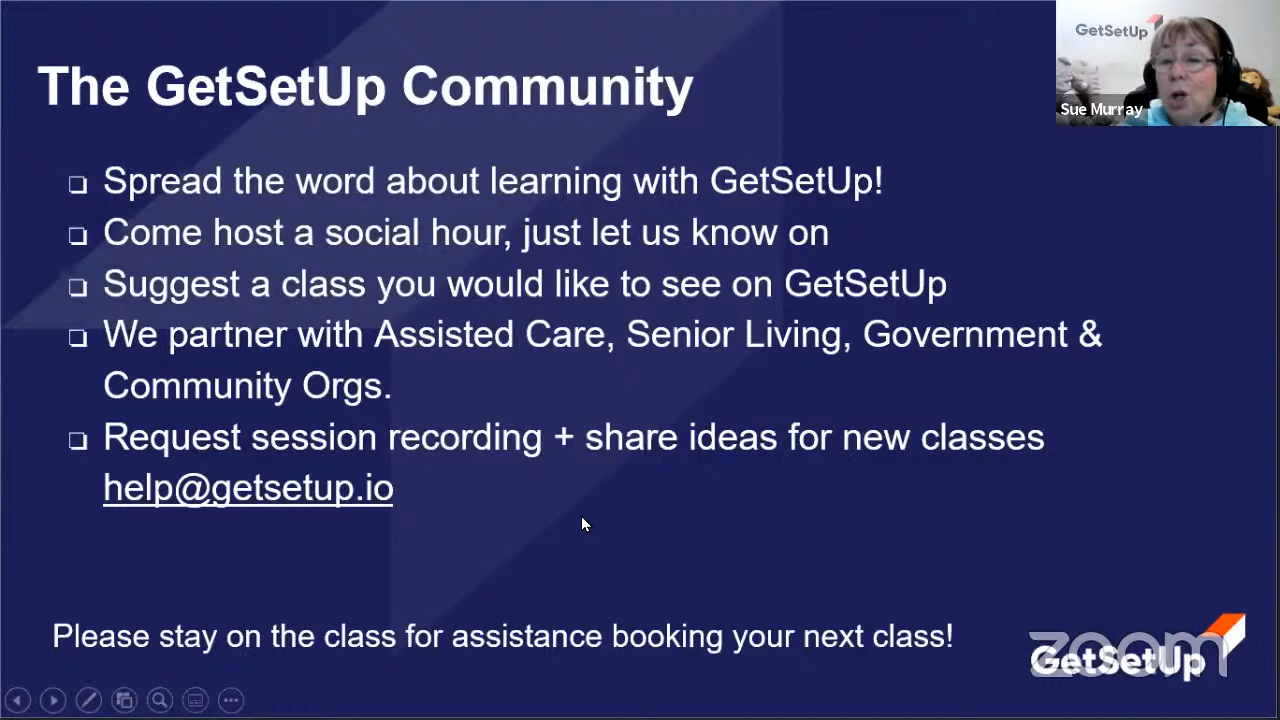 The GetSetUp Community
GetSetUp
Sue Murray
❑ Spread the word about learning with GetSetUp!
❑ Come host a social hour, just let us know on
❑ Suggest a class you would like to see on GetSetUp
❑ We partner with Assisted Care, Senior Living, Government &
Community Orgs.
❑ Request session recording + share ideas for new classes
help@getsetup.io
Please stay on the class for assistance booking your next class!
zoom
GetSetUp